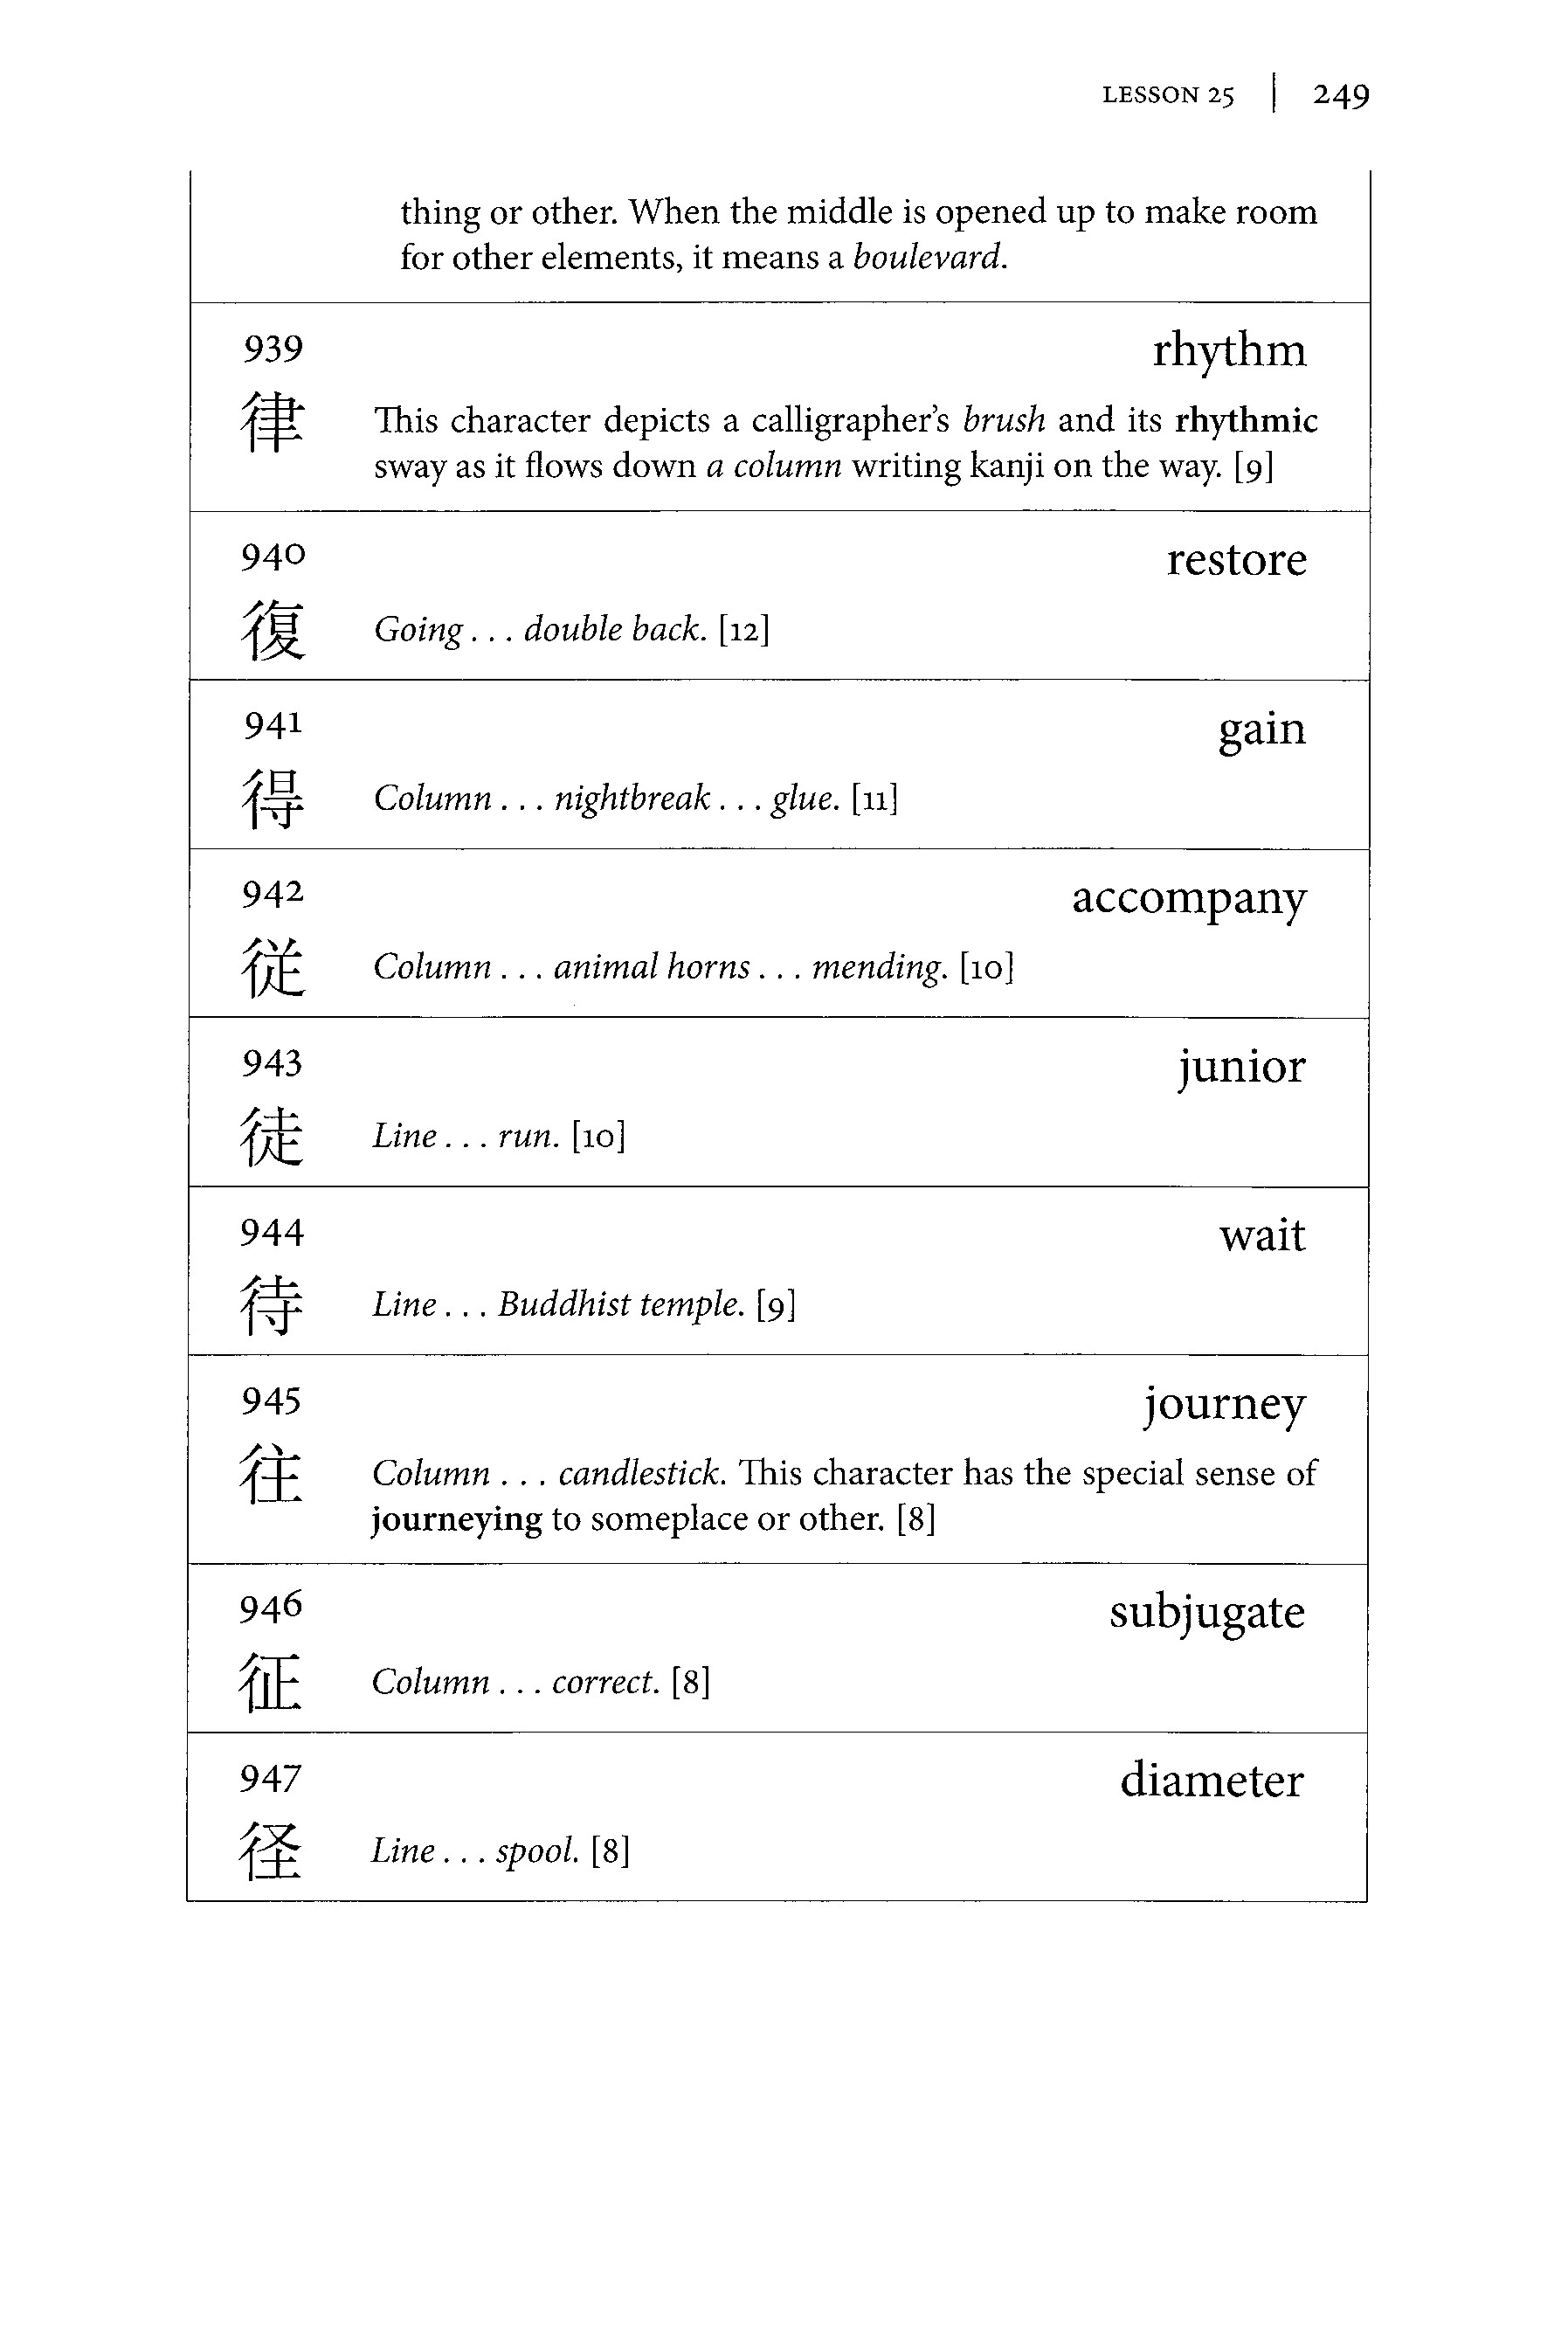 LESSON 25 | 249
thing or other. When the middle is opened up to make room
for other elements, it means a boulevard.
939 rhythm
律 This character depicts a calligrapher's brush and its rhythmic
sway as it flows down a column writing kanji on the way. [9]
940 restore
復 Going . . . double back. [12]
941 gain
得 Column . . . nightbreak . . . glue. [11]
942 accompany
従 Column . . . animal horns . . . mending. [10]
943 junior
徒 Line . . . run. [10]
944 wait
待 Line . . . Buddhist temple. [9]
945 journey
往 Column . . . candlestick. This character has the special sense of
journeying to someplace or other. [8]
946 subjugate
征 Column . . . correct. [8]
947 diameter
径 Line . . . spool. [8]